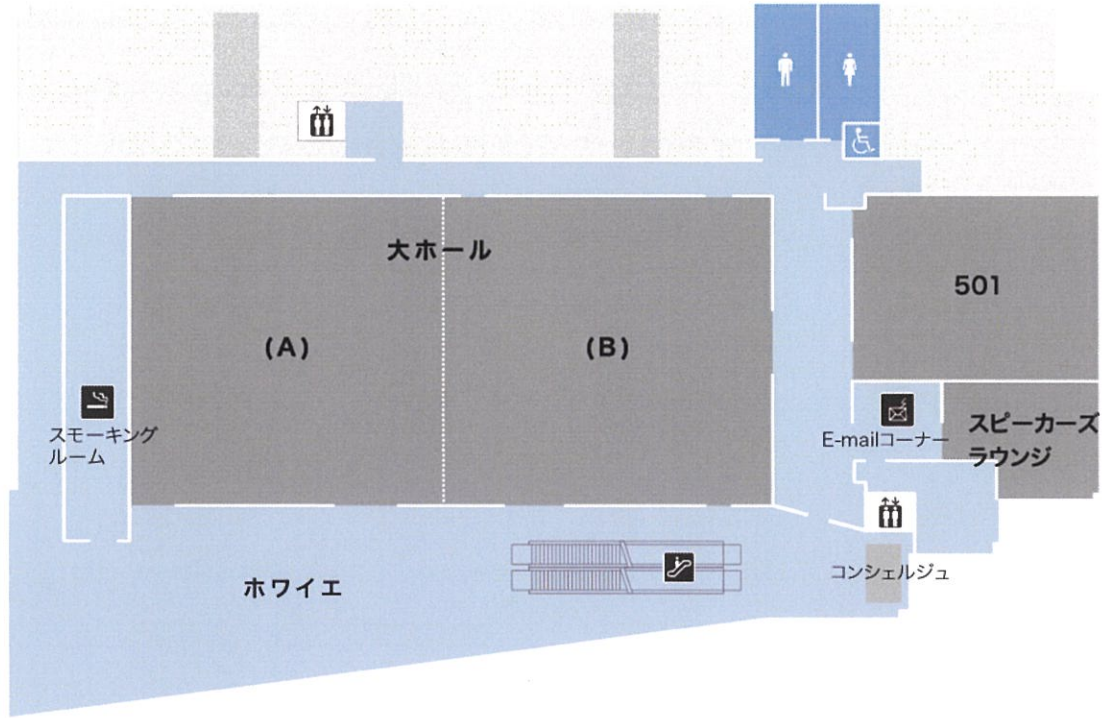 大ホール
(A)
(B)
501
スモーキング
ルーム
E-mailコーナー
スピーカーズ
ラウンジ
コンシェルジュ
ホワイエ